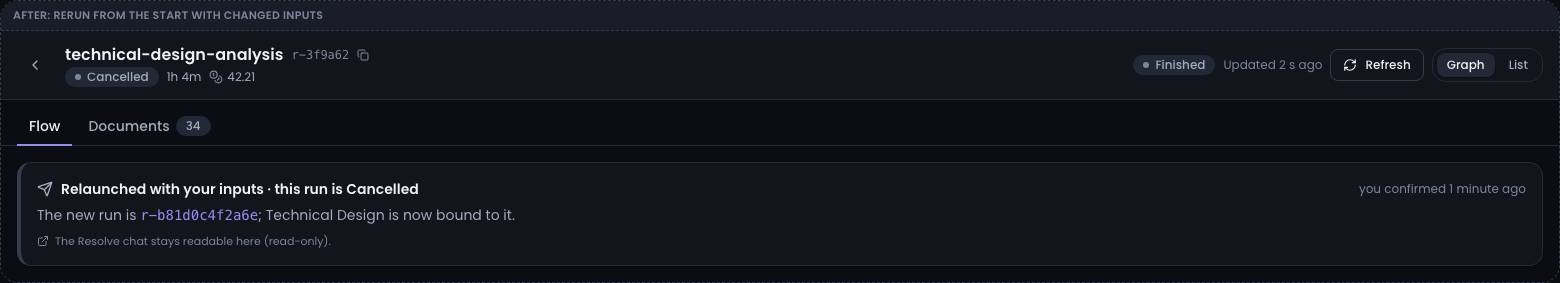 AFTER: RERUN FROM THE START WITH CHANGED INPUTS
technical-design-analysis r-3f9a62
Cancelled 1h 4m 42.21
Finished Updated 2 s ago Refresh Graph List
Flow Documents 34
Relaunched with your inputs · this run is Cancelled you confirmed 1 minute ago
The new run is r-b81d0c4f2a6e; Technical Design is now bound to it.
The Resolve chat stays readable here (read-only).